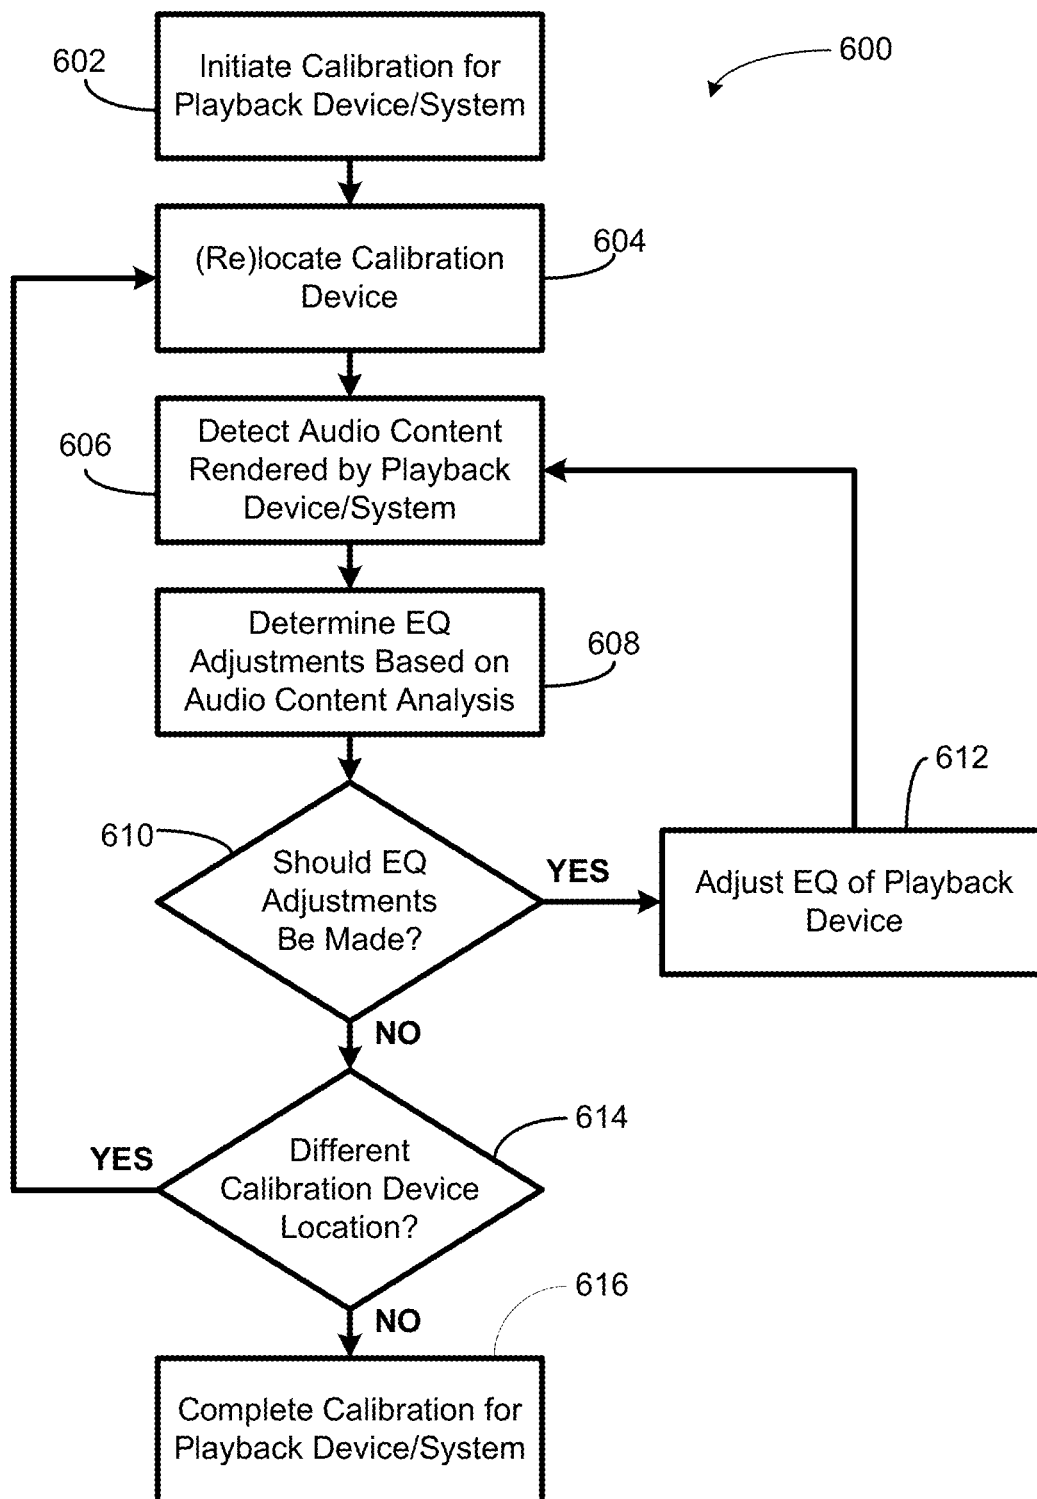 600
602
Initiate Calibration for
Playback Device/System
604
(Re)locate Calibration
Device
606
Detect Audio Content
Rendered by Playback
Device/System
608
Determine EQ
Adjustments Based on
Audio Content Analysis
610
Should EQ
Adjustments
Be Made?
YES
612
Adjust EQ of Playback
Device
NO
614
Different
Calibration Device
Location?
YES
NO
616
Complete Calibration for
Playback Device/System